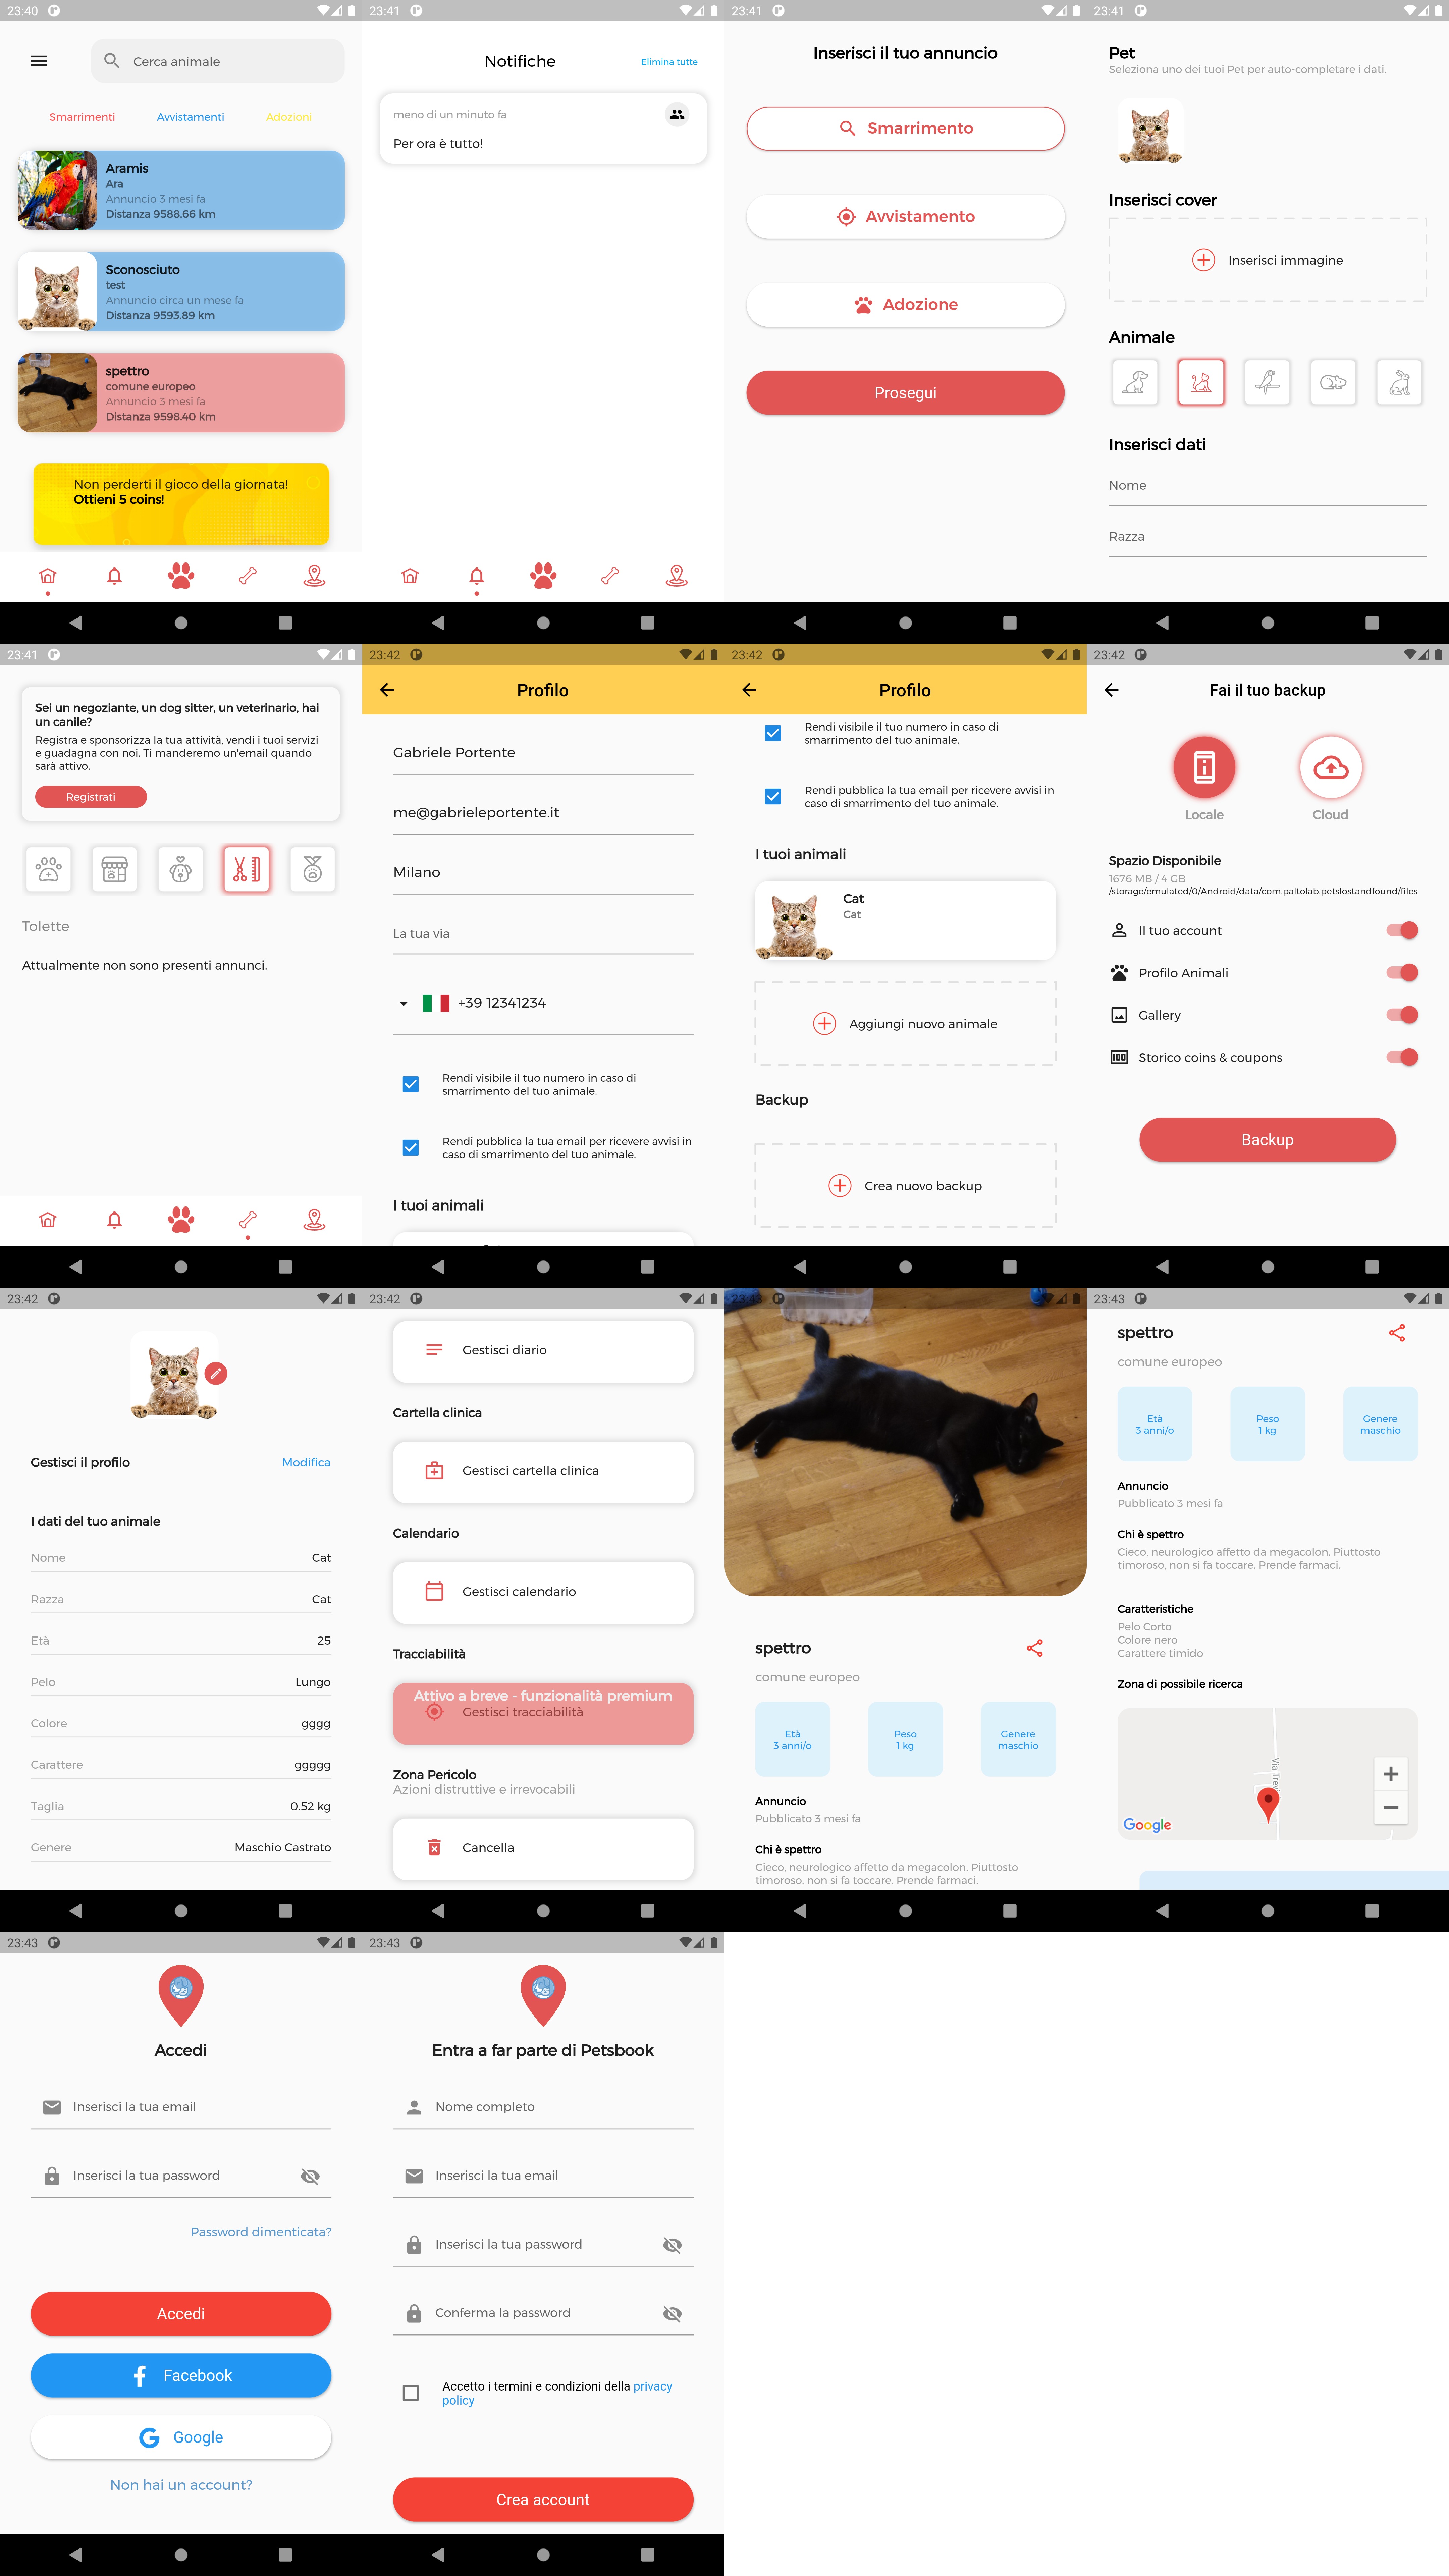 23:40
Cerca animale
Smarrimenti
Avvistamenti
Adozioni
Aramis
Ara
Annuncio 3 mesi fa
Distanza 9588.66 km
Sconosciuto
test
Annuncio circa un mese fa
Distanza 9593.89 km
spettro
comune europeo
Annuncio 3 mesi fa
Distanza 9598.40 km
Non perderti il gioco della giornata!
Ottieni 5 coins!
23:41
Notifiche
Elimina tutte
meno di un minuto fa
Per ora è tutto!
23:41
Inserisci il tuo annuncio
Smarrimento
Avvistamento
Adozione
Prosegui
23:41
Pet
Seleziona uno dei tuoi Pet per auto-completare i dati.
Inserisci cover
Inserisci immagine
Animale
Inserisci dati
Nome
Razza
23:41
Sei un negoziante, un dog sitter, un veterinario, hai
un canile?
Registra e sponsorizza la tua attività, vendi i tuoi servizi
e guadagna con noi. Ti manderemo un'email quando
sarà attivo.
Registrati
Tolette
Attualmente non sono presenti annunci.
23:42
Profilo
Gabriele Portente
me@gabrieleportente.it
Milano
La tua via
+39 12341234
Rendi visibile il tuo numero in caso di
smarrimento del tuo animale.
Rendi pubblica la tua email per ricevere avvisi in
caso di smarrimento del tuo animale.
I tuoi animali
23:42
Profilo
Rendi visibile il tuo numero in caso di
smarrimento del tuo animale.
Rendi pubblica la tua email per ricevere avvisi in
caso di smarrimento del tuo animale.
I tuoi animali
Cat
Cat
Aggiungi nuovo animale
Backup
Crea nuovo backup
23:42
Fai il tuo backup
Locale
Cloud
Spazio Disponibile
1676 MB / 4 GB
/storage/emulated/0/Android/data/com.paltolab.petslostandfound/files
Il tuo account
Profilo Animali
Gallery
Storico coins & coupons
Backup
23:42
Gestisci il profilo
Modifica
I dati del tuo animale
Nome Cat
Razza Cat
Età 25
Pelo Lungo
Colore gggg
Carattere ggggg
Taglia 0.52 kg
Genere Maschio Castrato
23:42
Gestisci diario
Cartella clinica
Gestisci cartella clinica
Calendario
Gestisci calendario
Tracciabilità
Attivo a breve - funzionalità premium
Gestisci tracciabilità
Zona Pericolo
Azioni distruttive e irrevocabili
Cancella
23:43
spettro
comune europeo
Età
3 anni/o
Peso
1 kg
Genere
maschio
Annuncio
Pubblicato 3 mesi fa
Chi è spettro
Cieco, neurologico affetto da megacolon. Piuttosto
timoroso, non si fa toccare. Prende farmaci.
23:43
spettro
comune europeo
Età
3 anni/o
Peso
1 kg
Genere
maschio
Annuncio
Pubblicato 3 mesi fa
Chi è spettro
Cieco, neurologico affetto da megacolon. Piuttosto
timoroso, non si fa toccare. Prende farmaci.
Caratteristiche
Pelo Corto
Colore nero
Carattere timido
Zona di possibile ricerca
Via
Google
23:43
Accedi
Inserisci la tua email
Inserisci la tua password
Password dimenticata?
Accedi
Facebook
Google
Non hai un account?
23:43
Entra a far parte di Petsbook
Nome completo
Inserisci la tua email
Inserisci la tua password
Conferma la password
Accetto i termini e condizioni della privacy
policy
Crea account